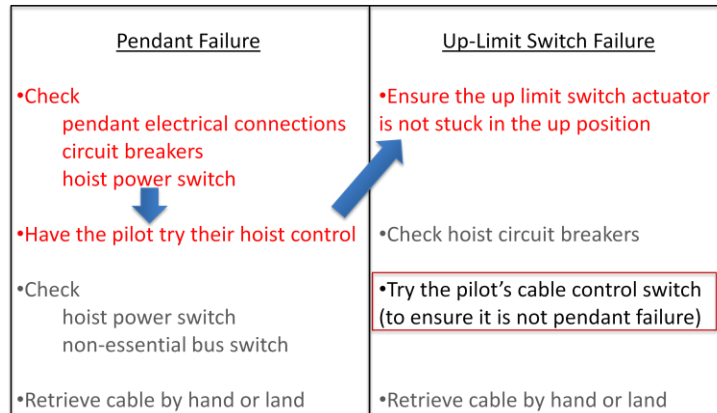 Pendant Failure
•Check
pendant electrical connections
circuit breakers
hoist power switch
•Have the pilot try their hoist control
•Check
hoist power switch
non-essential bus switch
•Retrieve cable by hand or land
Up-Limit Switch Failure
•Ensure the up limit switch actuator
is not stuck in the up position
•Check hoist circuit breakers
•Try the pilot's cable control switch
(to ensure it is not pendant failure)
•Retrieve cable by hand or land